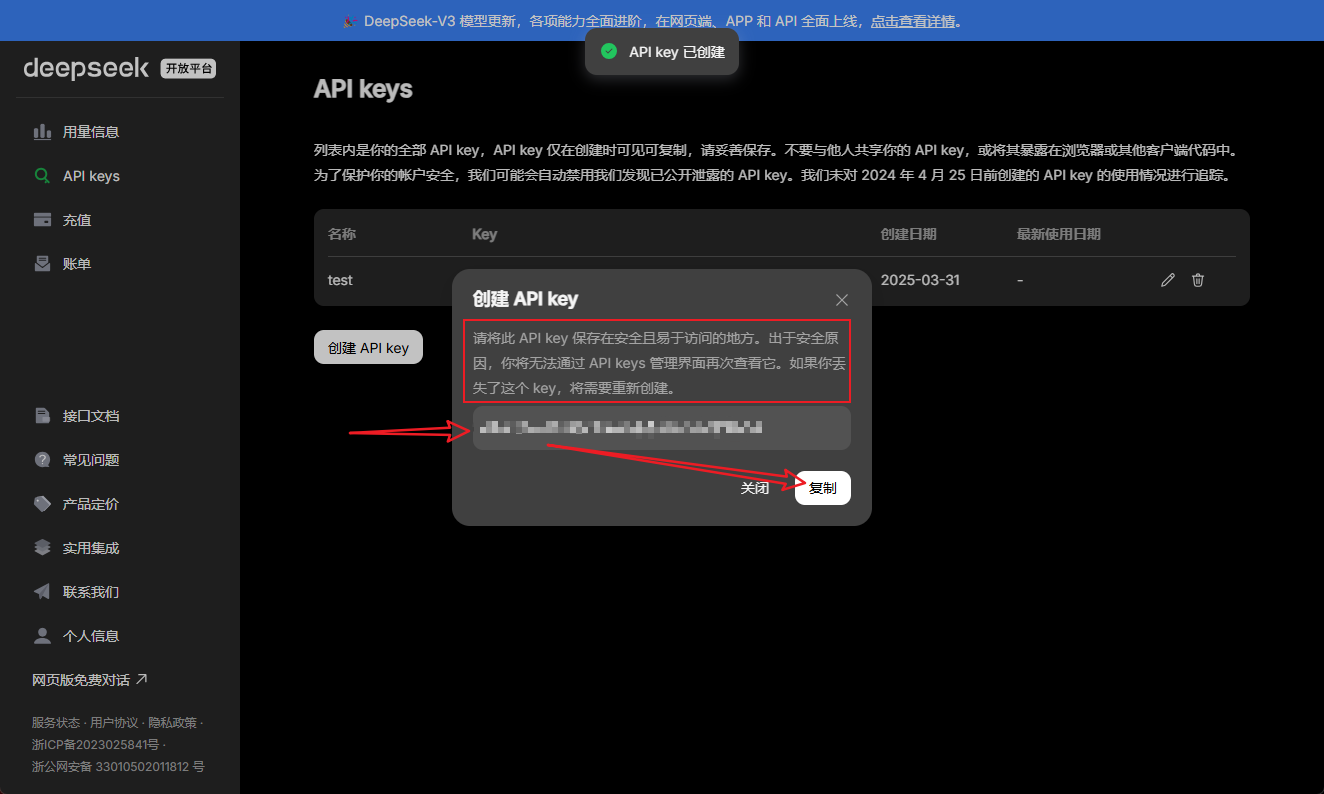 DeepSeek-V3 模型更新，各项能力全面进阶，在网页端、APP 和 API 全面上线，点击查看详情。
API key 已创建
deepseek 开放平台
用量信息
API keys
充值
账单
接口文档
常见问题
产品定价
实用集成
联系我们
个人信息
网页版免费对话
服务状态 · 用户协议 · 隐私政策 ·
浙ICP备2023025841号 ·
浙公网安备 33010502011812 号
API keys
列表内是你的全部 API key，API key 仅在创建时可见可复制，请妥善保存。不要与他人共享你的 API key，或将其暴露在浏览器或其他客户端代码中。
为了保护你的帐户安全，我们可能会自动禁用我们发现已公开泄露的 API key。我们未对 2024 年 4 月 25 日前创建的 API key 的使用情况进行追踪。
名称 Key 创建日期 最新使用日期
test 2025-03-31 -
创建 API key
创建 API key
请将此 API key 保存在安全且易于访问的地方。出于安全原
因，你将无法通过 API keys 管理界面再次查看它。如果你丢
失了这个 key，将需要重新创建。
关闭 复制